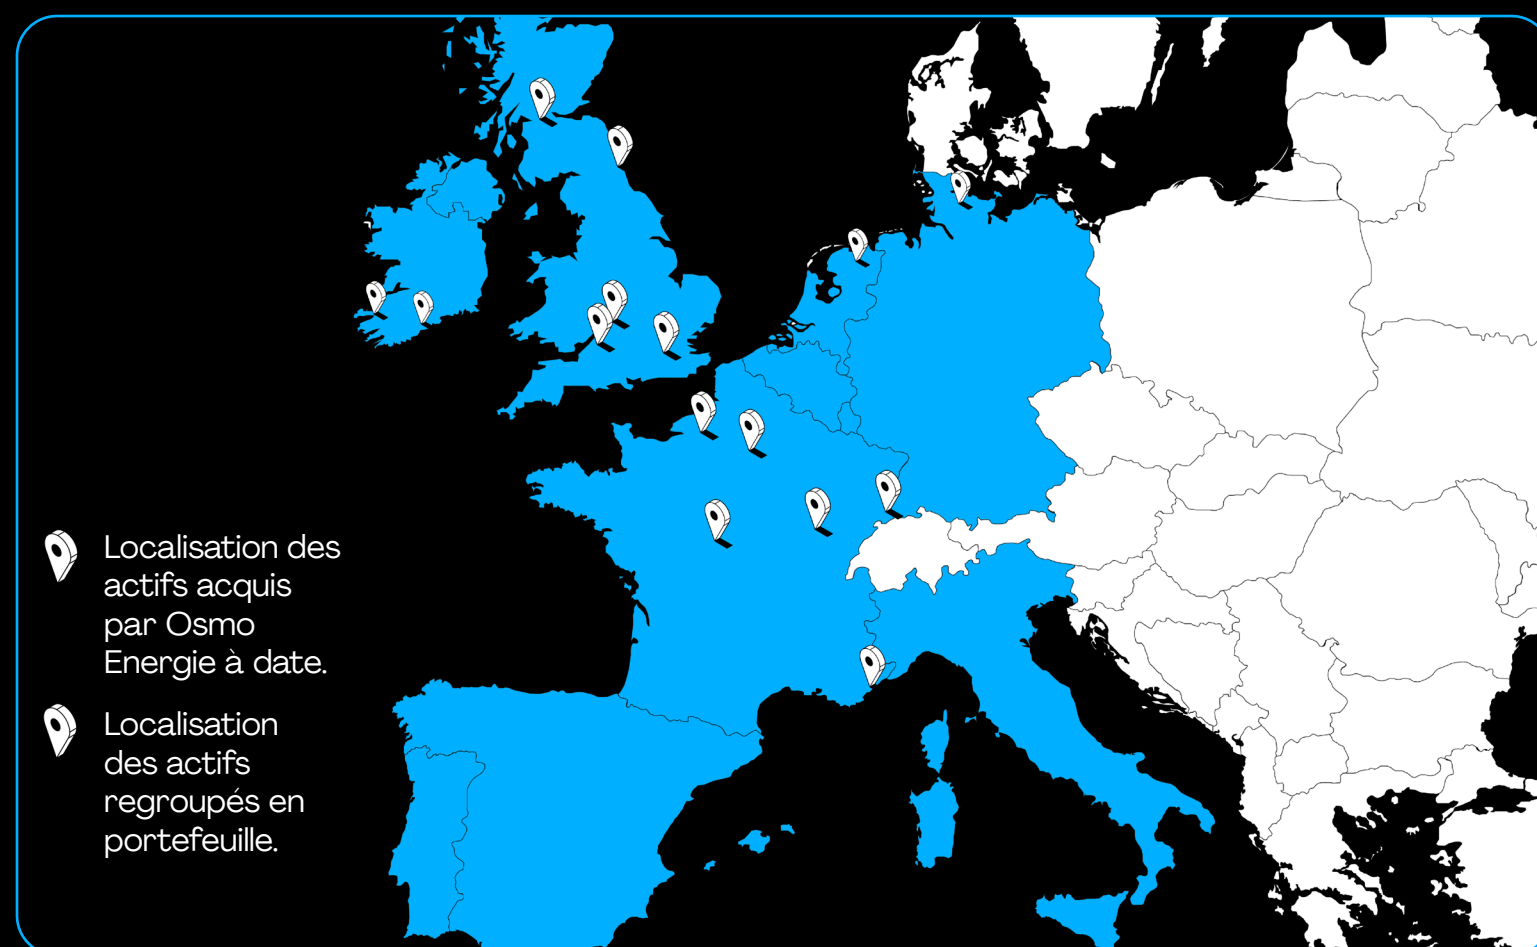 Localisation des
actifs acquis
par Osmo
Energie à date.
Localisation
des actifs
regroupés en
portefeuille.